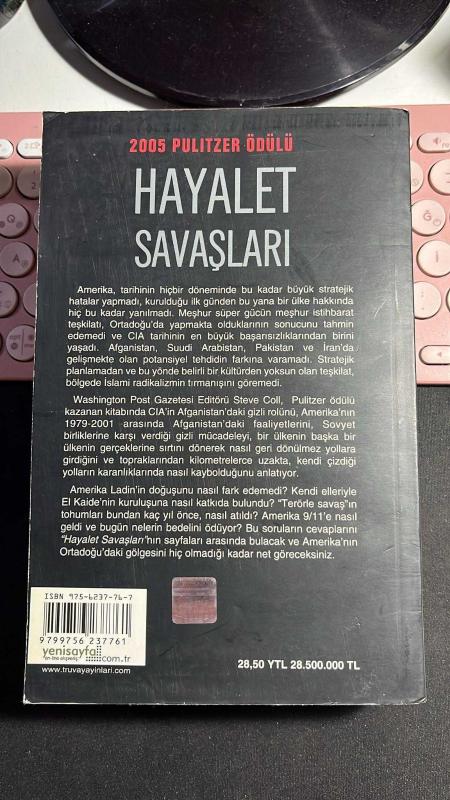 2005 PULITZER ÖDÜLÜ
HAYALET
SAVAŞLARI
Amerika, tarihinin hiçbir döneminde bu kadar büyük stratejik
hatalar yapmadı, kurulduğu ilk günden bu yana bir ülke hakkında
hiç bu kadar yanılmadı. Meşhur süper gücün meşhur istihbarat
teşkilatı, Ortadoğu'da yapmakta olduklarının sonucunu tahmin
edemedi ve CIA tarihinin en büyük başarısızlıklarından birini
yaşadı. Afganistan, Suudi Arabistan, Pakistan ve İran'da
gelişmekte olan potansiyel tehdidin farkına varamadı. Stratejik
planlamadan ve bu yönde belirli bir kültürden yoksun olan teşkilat,
bölgede İslami radikalizmin tırmanışını göremedi.
Washington Post Gazetesi Editörü Steve Coll, Pulitzer ödülü
kazanan kitabında CIA'in Afganistan'daki gizli rolünü, Amerika'nın
1979-2001 arasında Afganistan'daki faaliyetlerini, Sovyet
birliklerine karşı verdiği gizli mücadeleyi, bir ülkenin başka bir
ülkenin gerçeklerine sırtını dönerek nasıl geri dönülmez yollara
girdiğini ve topraklarından kilometrelerce uzakta, kendi çizdiği
yolların karanlıklarında nasıl kaybolduğunu anlatıyor.
Amerika Ladin'in doğuşunu nasıl fark edemedi? Kendi elleriyle
El Kaide'nin kuruluşuna nasıl katkıda bulundu? "Terörle savaş"ın
tohumları bundan kaç yıl önce, nasıl atıldı? Amerika 9/11'e nasıl
geldi ve bugün nelerin bedelini ödüyor? Bu soruların cevaplarını
"Hayalet Savaşları"nın sayfaları arasında bulacak ve Amerika'nın
Ortadoğu'daki gölgesini hiç olmadığı kadar net göreceksiniz.
ISBN 975-6237-76-7
9799756 237761
yenisayfa
on-line alışveriş .com.tr
www.truvayayinlari.com
28,50 YTL 28.500.000 TL